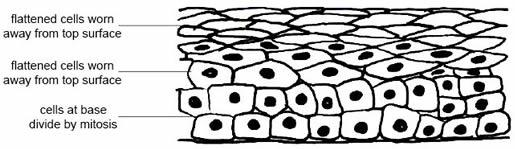 flattened cells worn
away from top surface
flattened cells worn
away from top surface
cells at base
divide by mitosis